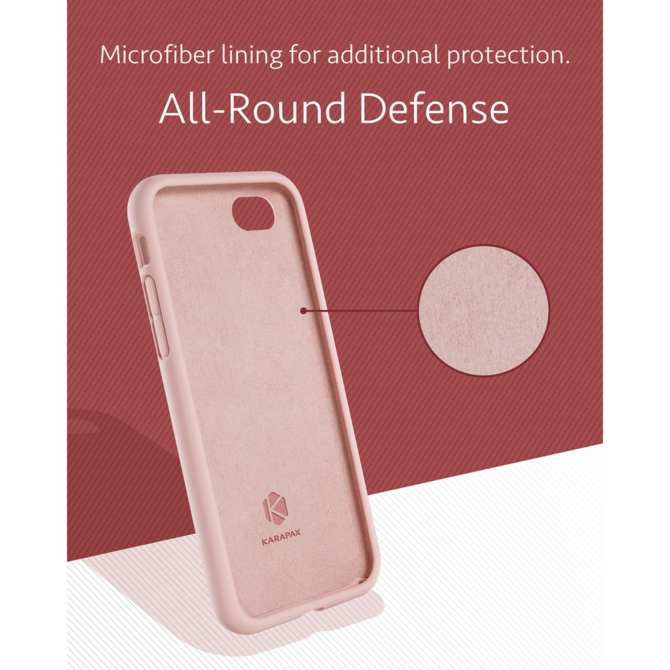 Microfiber lining for additional protection.
All-Round Defense
KARAPAX